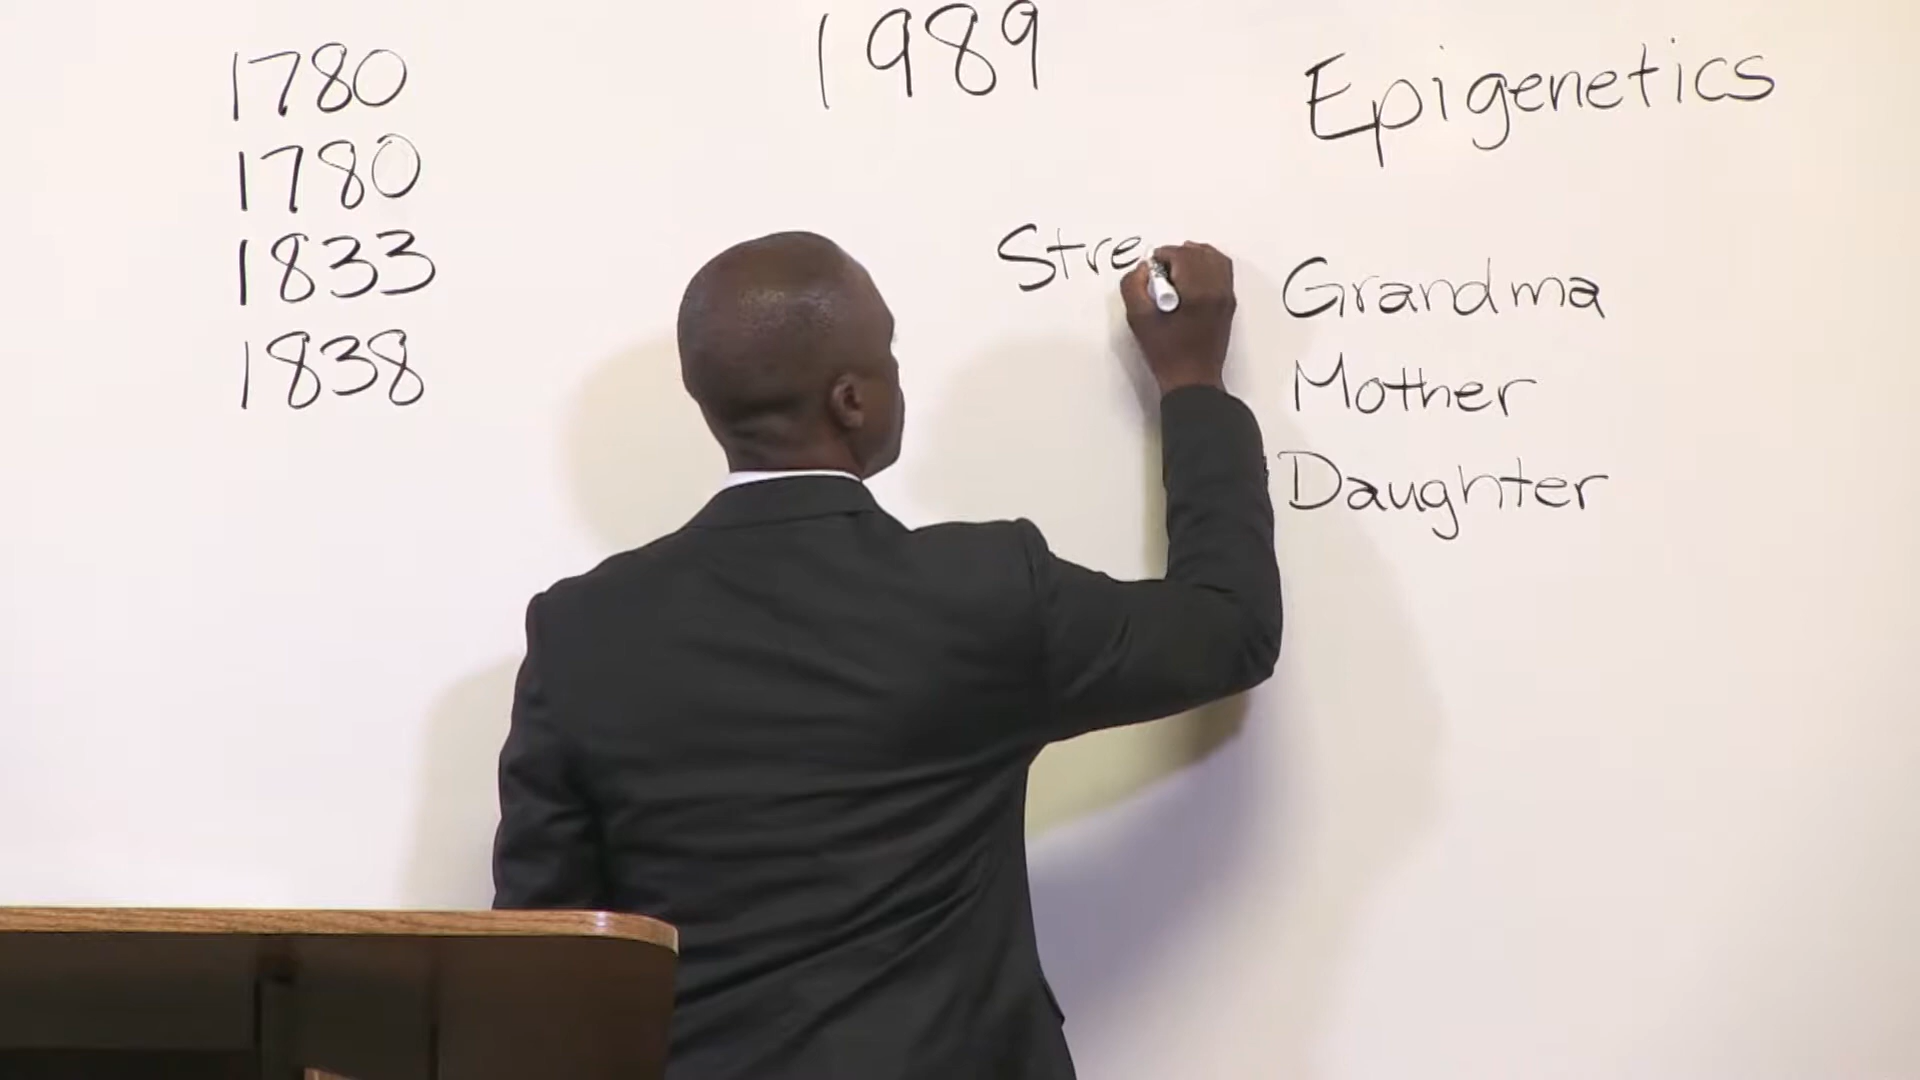 1780
1780
1833
1838
1989
Epigenetics
Stre
Grandma
Mother
Daughter